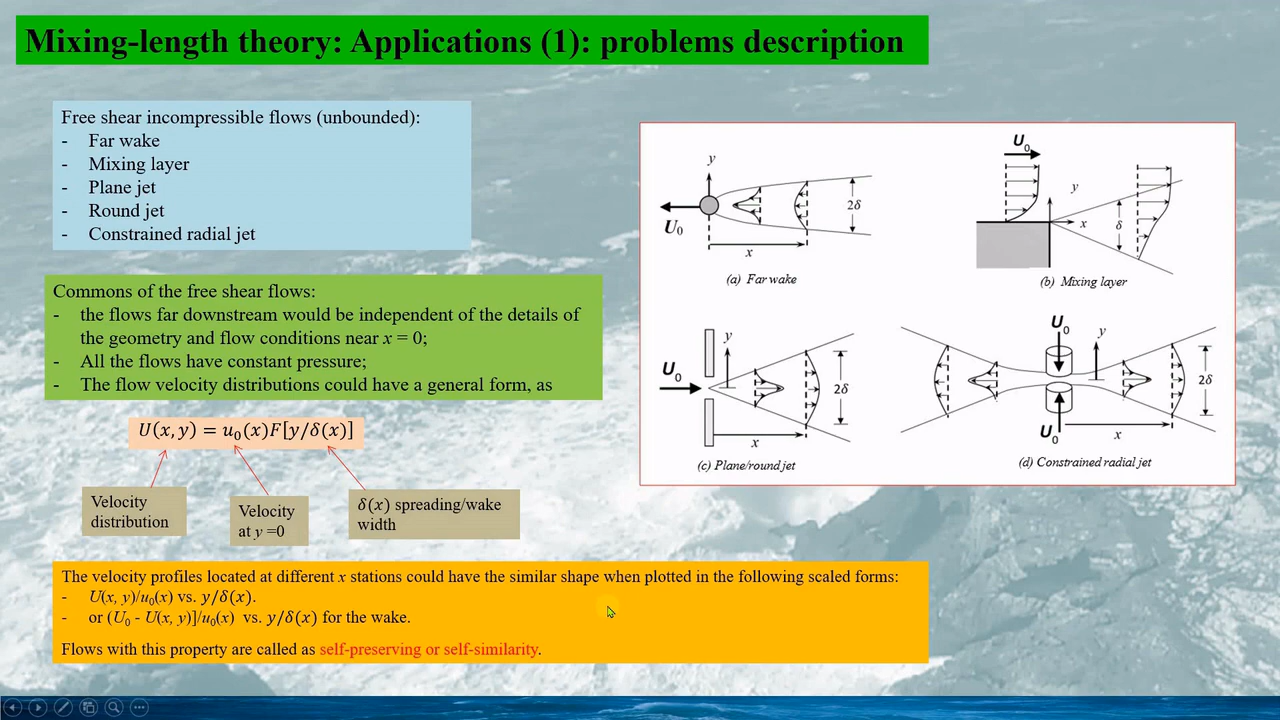 Mixing-length theory: Applications (1): problems description
Free shear incompressible flows (unbounded):
- Far wake
- Mixing layer
- Plane jet
- Round jet
- Constrained radial jet
Commons of the free shear flows:
- the flows far downstream would be independent of the details of
the geometry and flow conditions near x = 0;
- All the flows have constant pressure;
- The flow velocity distributions could have a general form, as
U(x, y) = u₀(x)F[y/δ(x)]
Velocity
distribution
Velocity
at y =0
δ(x) spreading/wake
width
The velocity profiles located at different x stations could have the similar shape when plotted in the following scaled forms:
- U(x, y)/u₀(x) vs. y/δ(x).
- or (U₀ - U(x, y)]/u₀(x) vs. y/δ(x) for the wake.
Flows with this property are called as self-preserving or self-similarity.
y
U₀
2δ
x
(a) Far wake
U₀
y
x
δ
(b) Mixing layer
y
U₀
2δ
x
(c) Plane/round jet
U₀
y
2δ
U₀
x
(d) Constrained radial jet